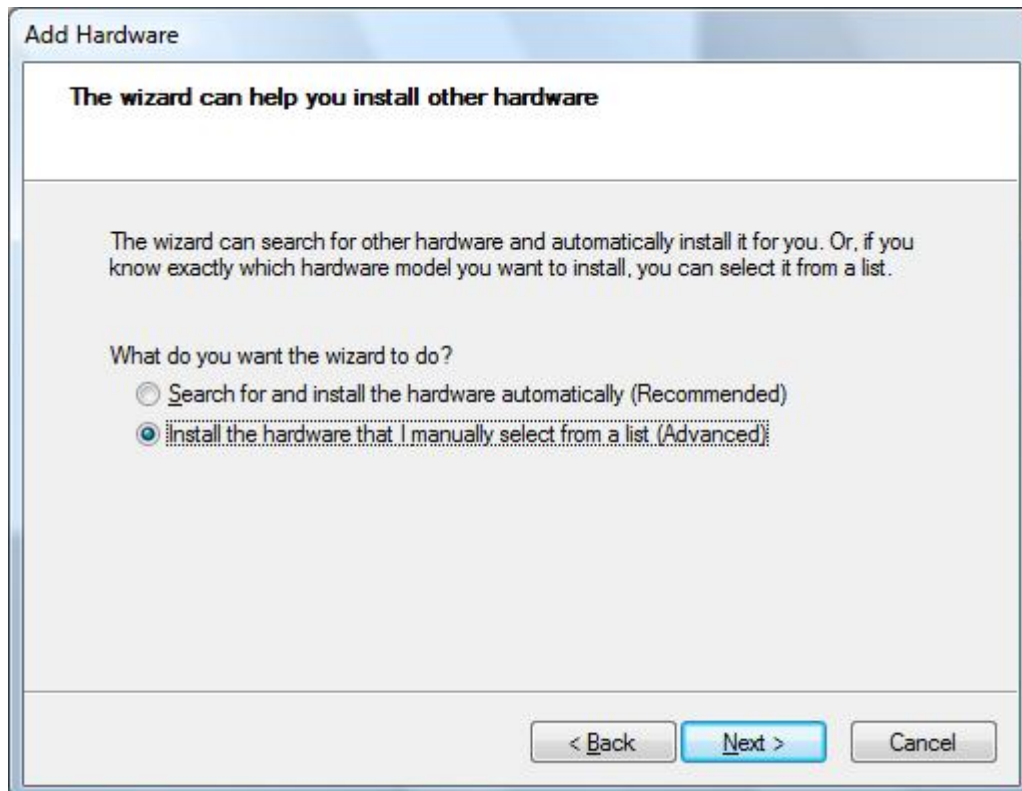 Add Hardware
The wizard can help you install other hardware
The wizard can search for other hardware and automatically install it for you. Or, if you
know exactly which hardware model you want to install, you can select it from a list.
What do you want the wizard to do?
Search for and install the hardware automatically (Recommended)
Install the hardware that I manually select from a list (Advanced)
< Back Next > Cancel